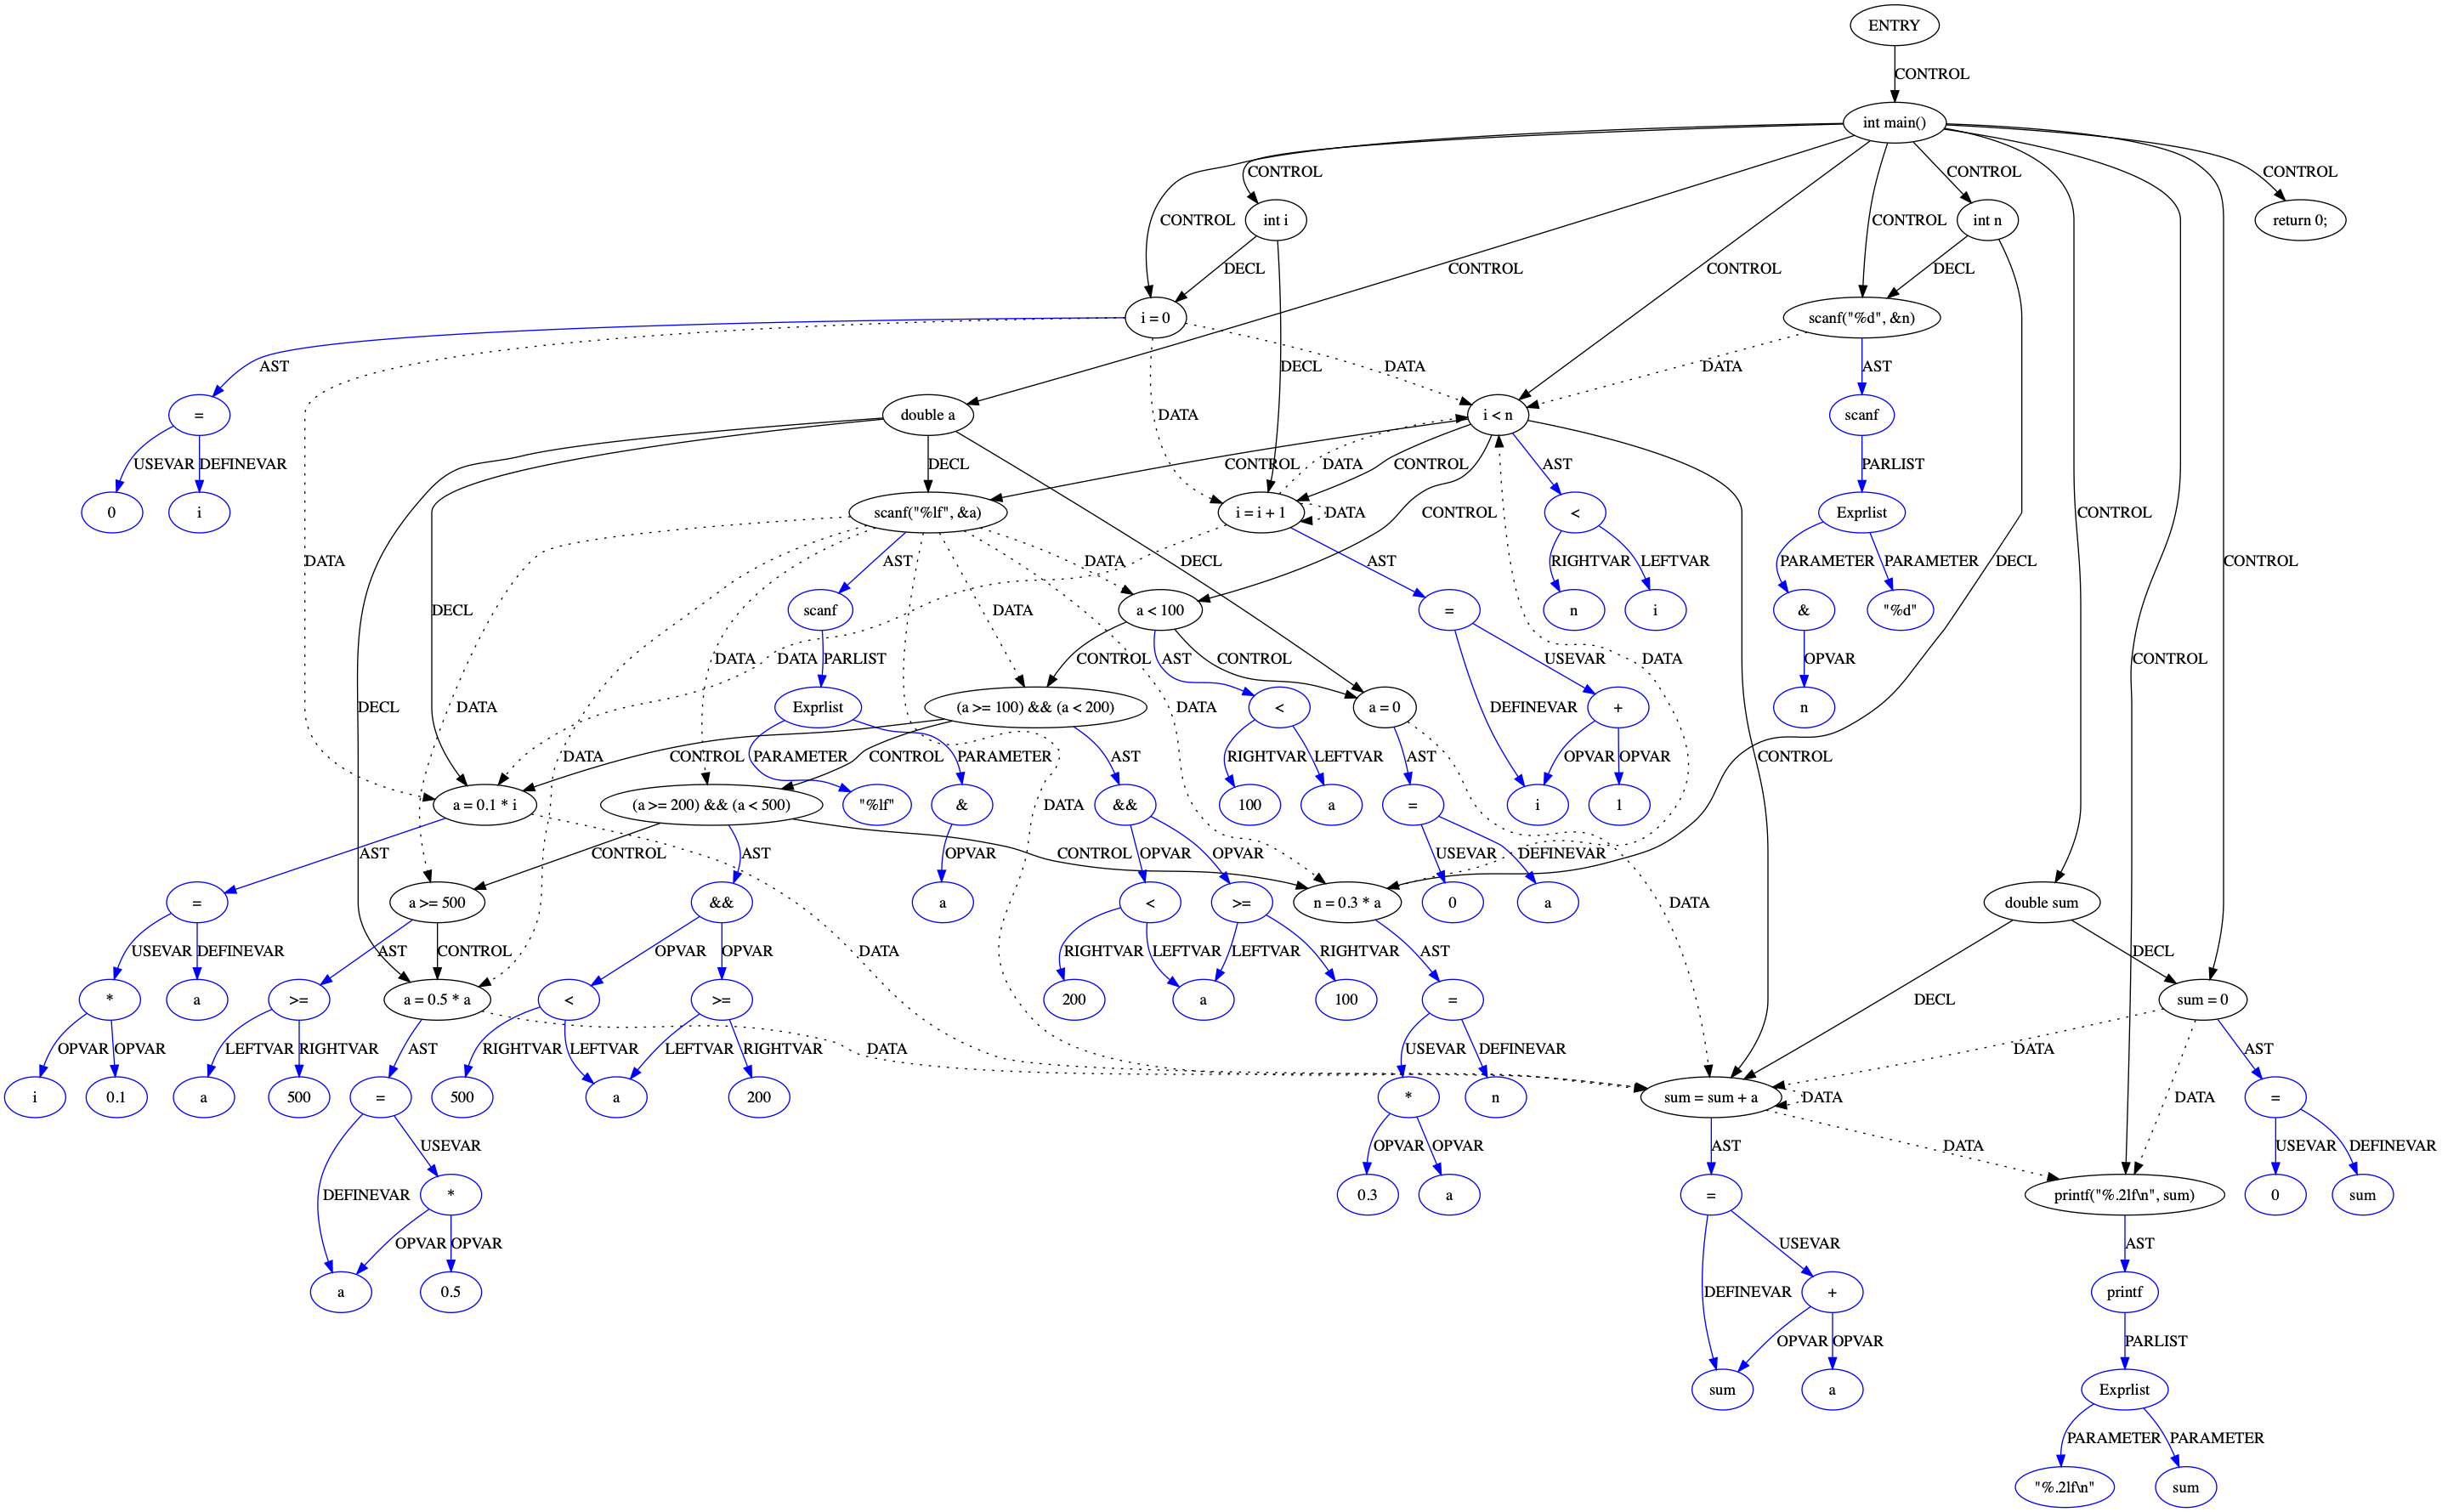 ENTRY
CONTROL
int main()
CONTROL
CONTROL
CONTROL
CONTROL
int i
int n
return 0;
CONTROL
CONTROL
DECL
CONTROL
CONTROL
DECL
CONTROL
i = 0
scanf("%d", &n)
AST
DATA
DECL
DATA
DATA
AST
=
double a
DATA
i < n
scanf
USEVAR
DEFINEVAR
DECL
CONTROL
DATA
CONTROL
AST
PARLIST
0
i
scanf("%lf", &a)
i = i + 1
DATA
CONTROL
<
Exprlist
CONTROL
CONTROL
DATA
AST
DATA
DECL
AST
RIGHTVAR
LEFTVAR
PARAMETER
PARAMETER
DECL
DECL
scanf
DATA
a < 100
=
n
i
&
"%d"
DATA
PARLIST
DATA
CONTROL
AST
CONTROL
USEVAR
DATA
OPVAR
CONTROL
DECL
DATA
Exprlist
(a >= 100) && (a < 200)
DATA
<
a = 0
DEFINEVAR
+
n
DATA
CONTROL
PARAMETER
CONTROL
PARAMETER
AST
RIGHTVAR
LEFTVAR
AST
OPVAR
OPVAR
CONTROL
a = 0.1 * i
(a >= 200) && (a < 500)
"%lf"
&
DATA
&&
100
a
=
i
1
AST
CONTROL
AST
OPVAR
CONTROL
OPVAR
OPVAR
USEVAR
DEFINEVAR
=
a >= 500
&&
a
<
>=
n = 0.3 * a
0
a
DATA
double sum
USEVAR
DEFINEVAR
AST
CONTROL
OPVAR
OPVAR
DATA
RIGHTVAR
LEFTVAR
LEFTVAR
RIGHTVAR
AST
DECL
*
a
>=
a = 0.5 * a
<
>=
200
a
100
=
DECL
sum = 0
OPVAR
OPVAR
LEFTVAR
RIGHTVAR
AST
RIGHTVAR
LEFTVAR
LEFTVAR
RIGHTVAR
DATA
USEVAR
DEFINEVAR
DATA
AST
i
0.1
a
500
=
500
a
200
*
n
sum = sum + a
DATA
DATA
=
USEVAR
OPVAR
OPVAR
AST
DATA
USEVAR
DEFINEVAR
DEFINEVAR
*
0.3
a
=
printf("%.2lf\n", sum)
0
sum
OPVAR
OPVAR
USEVAR
AST
a
0.5
DEFINEVAR
+
printf
OPVAR
OPVAR
PARLIST
sum
a
Exprlist
PARAMETER
PARAMETER
"%.2lf\n"
sum